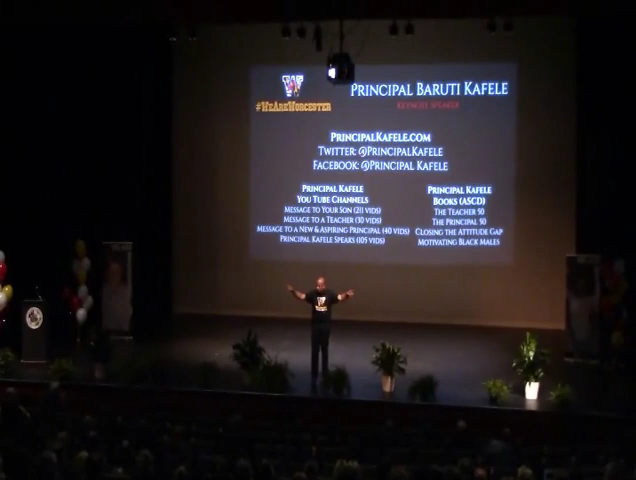 W
PRINCIPAL BARUTI KAFELE
#WEAREWORCESTER
KEYNOTE SPEAKER
PRINCIPALKAFELE.COM
TWITTER: @PRINCIPALKAFELE
FACEBOOK: @PRINCIPAL KAFELE
PRINCIPAL KAFELE
YOU TUBE CHANNELS
MESSAGE TO YOUR SON (211 VIDS)
MESSAGE TO A TEACHER (10 VIDS)
MESSAGE TO A NEW & ASPIRING PRINCIPAL (40 VIDS)
PRINCIPAL KAFELE SPEAKS (105 VIDS)
PRINCIPAL KAFELE
BOOKS (ASCD)
THE TEACHER 50
THE PRINCIPAL 50
CLOSING THE ATTITUDE GAP
MOTIVATING BLACK MALES
W